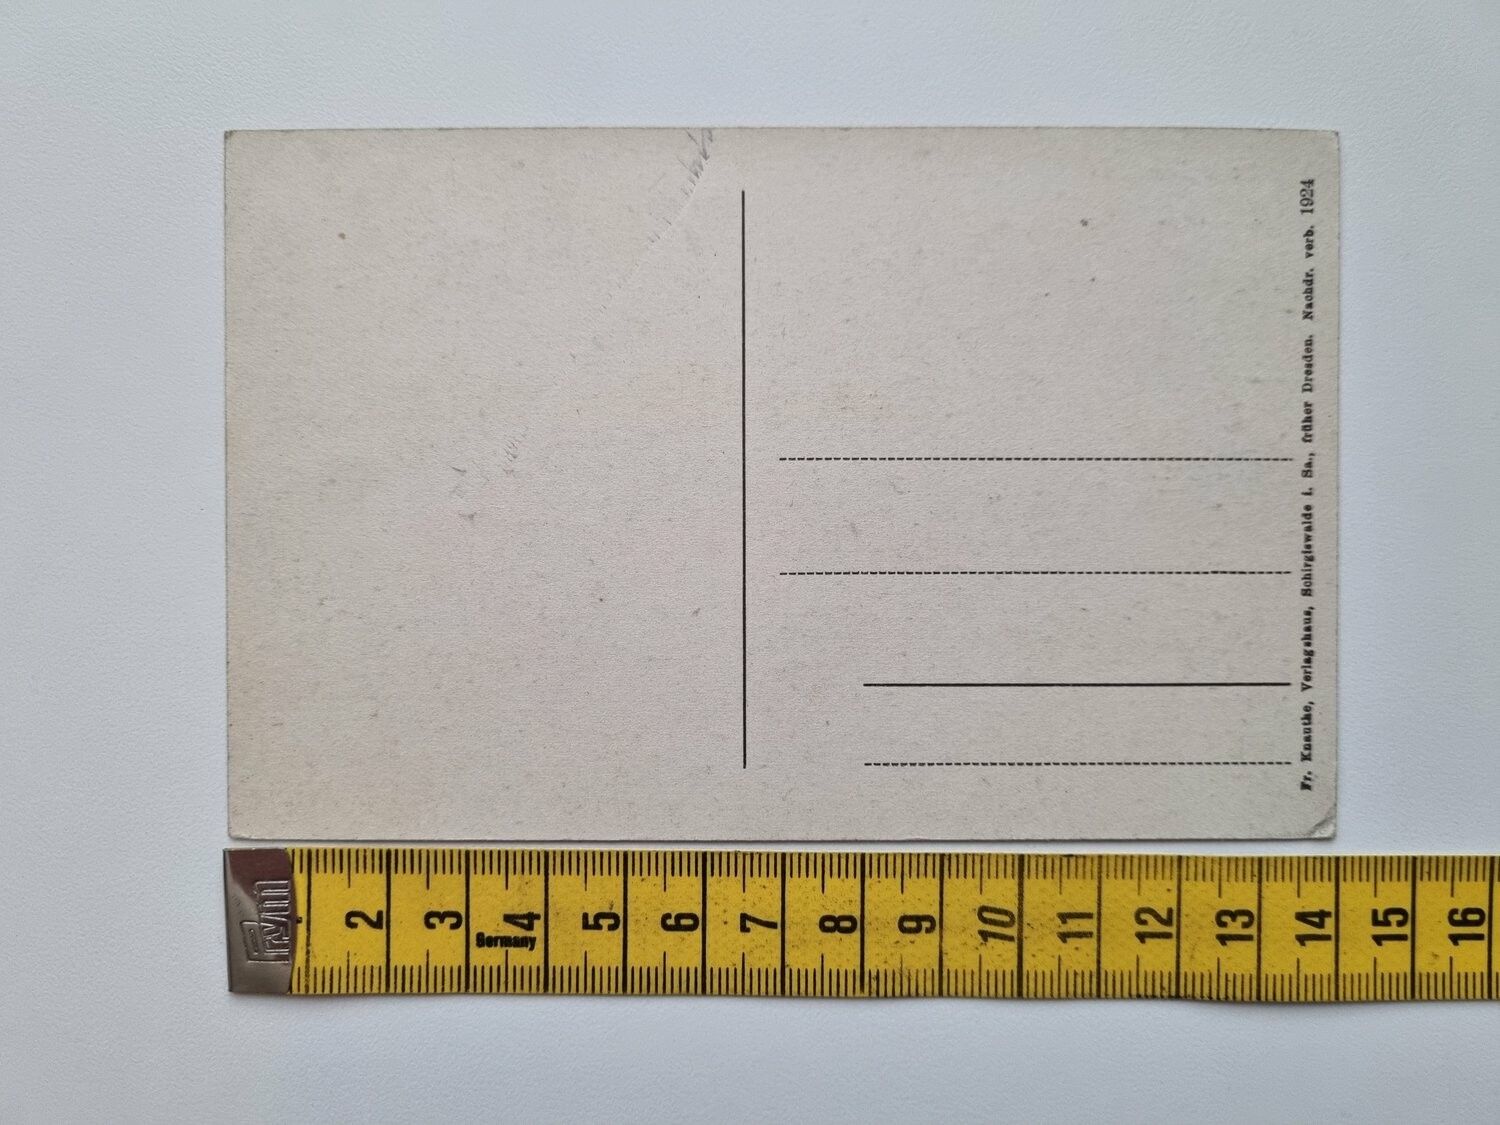 Fr. Knauthe, Verlagshaus, Schirgiswalde i. Sa., früher Dresden. Nachdr. verb. 1924
Prym
2 3 4 5 6 7 8 9 10 11 12 13 14 15 16
Germany